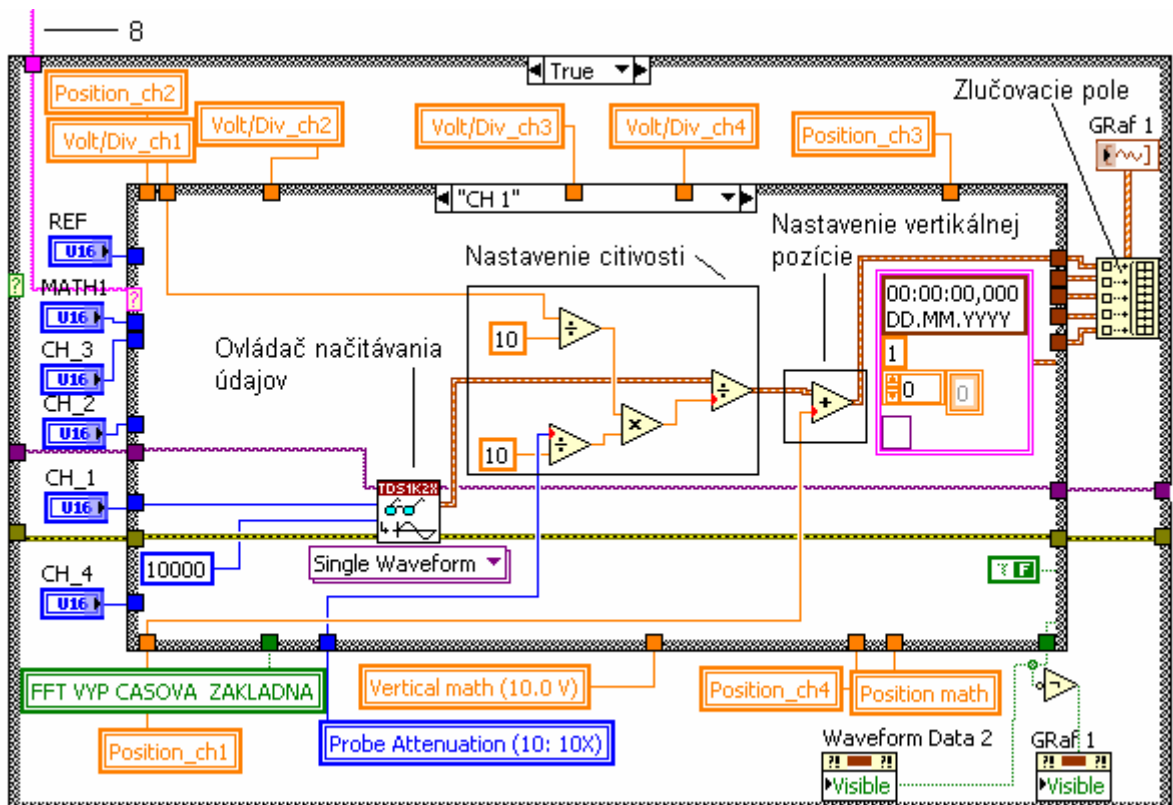 8
True
Position_ch2
Volt/Div_ch1
Volt/Div_ch2
Volt/Div_ch3
Volt/Div_ch4
Position_ch3
Zlučovacie pole
GRaf 1
"CH 1"
REF
U16
?
?
MATH1
U16
CH_3
U16
CH_2
U16
CH_1
U16
CH_4
U16
Nastavenie citivosti
Nastavenie vertikálnej
pozície
Ovládač načitávania
údajov
10
÷
10
÷
x
÷
+
00:00:00,000
DD.MM.YYYY
1
0
0
TDS1K2X
10000
Single Waveform
F
FFT VYP CASOVA ZAKLADNA
Vertical math (10.0 V)
Position_ch4
Position math
Position_ch1
Probe Attenuation (10: 10X)
Waveform Data 2
GRaf 1
?! ?!
Visible
?! ?!
Visible